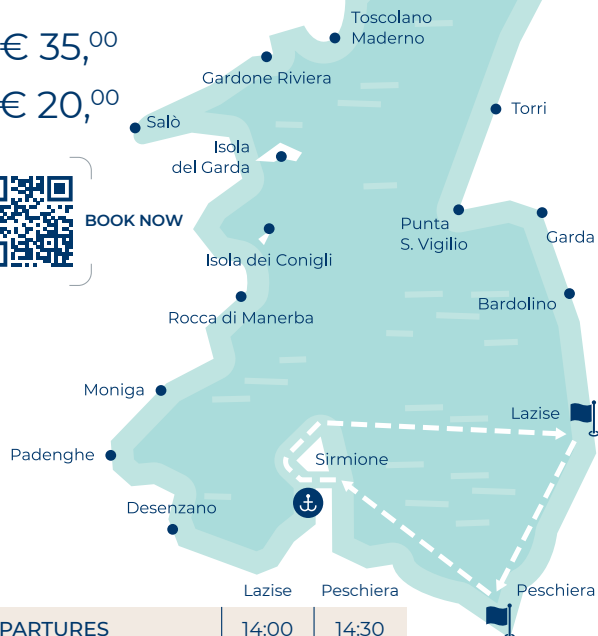 € 35,00
€ 20,00
BOOK NOW
Toscolano
Maderno
Gardone Riviera
Salò
Torri
Isola
del Garda
Punta
S. Vigilio
Garda
Isola dei Conigli
Bardolino
Rocca di Manerba
Moniga
Lazise
Padenghe
Sirmione
Desenzano
Peschiera
Lazise Peschiera
PARTURES 14:00 14:30